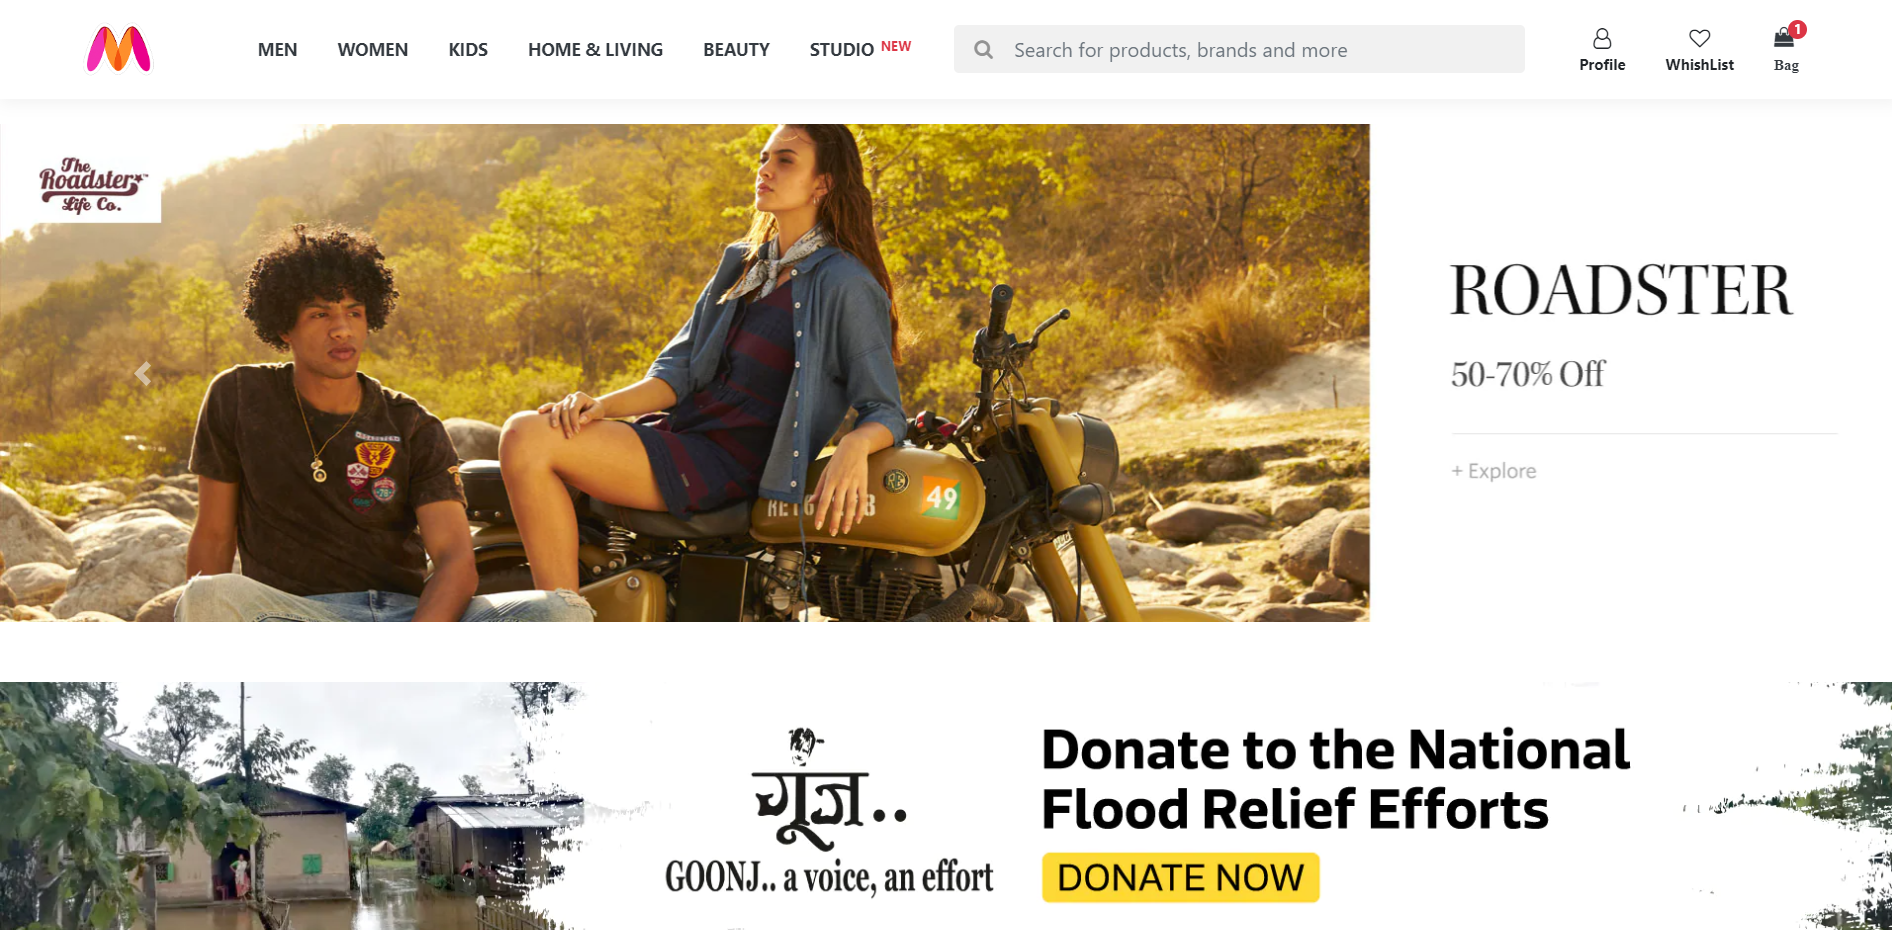 MEN WOMEN KIDS HOME & LIVING BEAUTY STUDIO NEW Search for products, brands and more
1
Profile WhishList Bag
The
Roadster
Life Co.
ROADSTER
50-70% Off
+ Explore
49
गूंज..
GOONJ.. a voice, an effort
Donate to the National
Flood Relief Efforts
DONATE NOW